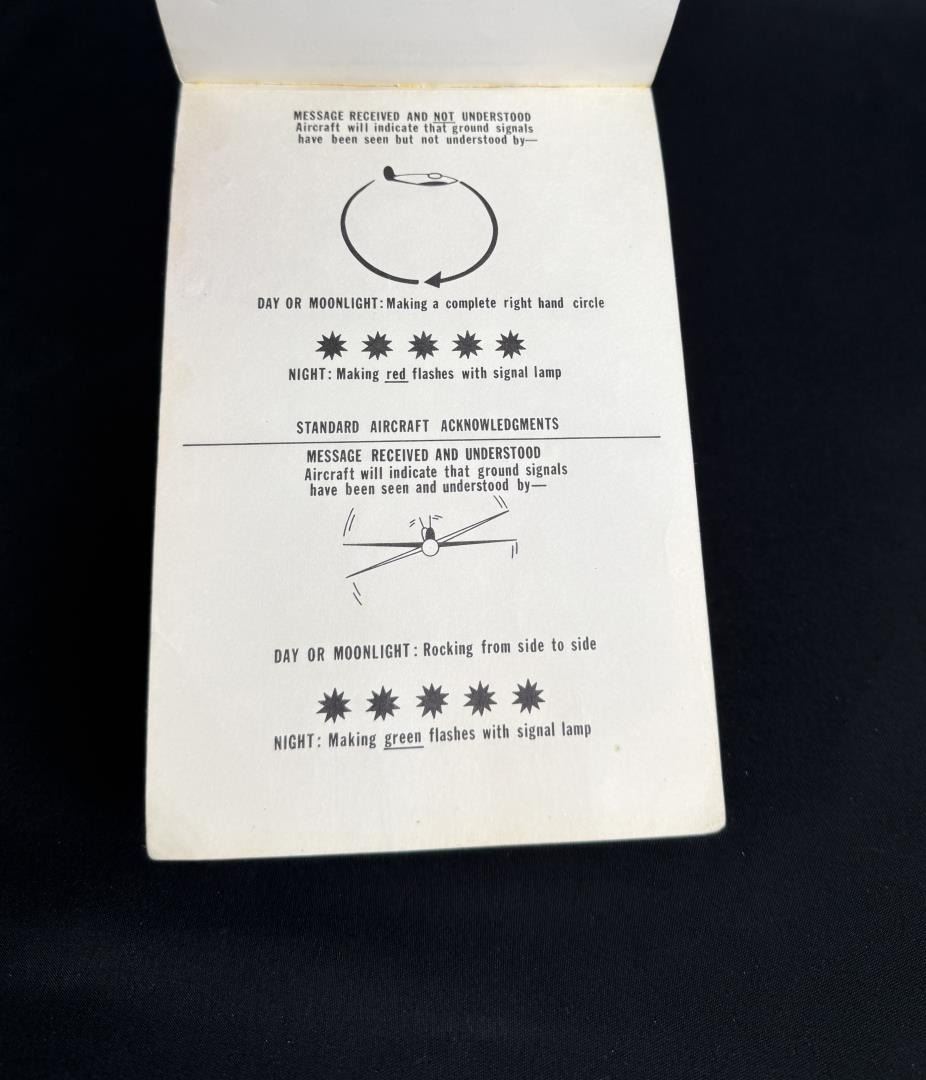 MESSAGE RECEIVED AND NOT UNDERSTOOD
Aircraft will indicate that ground signals
have been seen but not understood by—
DAY OR MOONLIGHT: Making a complete right hand circle
NIGHT: Making red flashes with signal lamp
STANDARD AIRCRAFT ACKNOWLEDGMENTS
MESSAGE RECEIVED AND UNDERSTOOD
Aircraft will indicate that ground signals
have been seen and understood by—
DAY OR MOONLIGHT: Rocking from side to side
NIGHT: Making green flashes with signal lamp